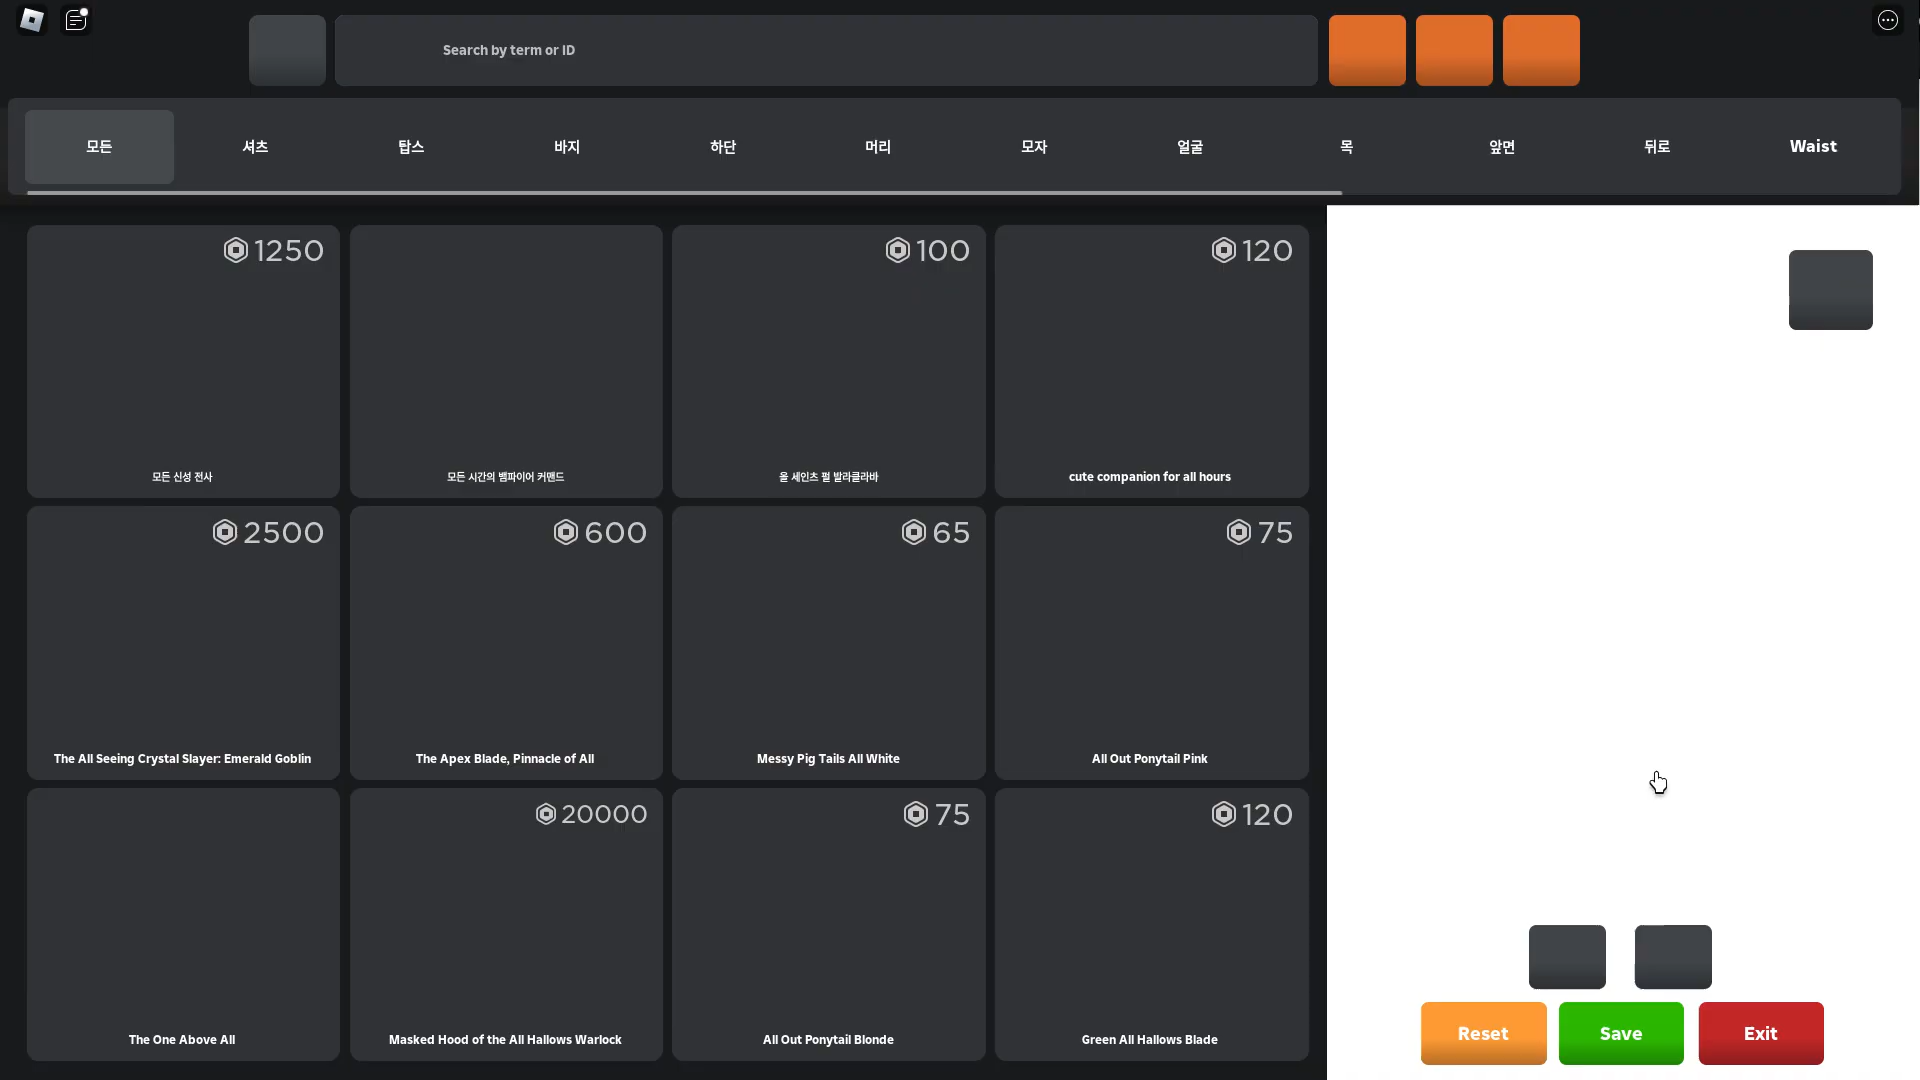 Search by term or ID
모든
셔츠
탑스
바지
하단
머리
모자
얼굴
목
앞면
뒤로
Waist
1250
100
120
모든 신성 전사
모든 시간의 뱀파이어 커맨드
올 세인츠 펄 발라클라바
cute companion for all hours
2500
600
65
75
The All Seeing Crystal Slayer: Emerald Goblin
The Apex Blade, Pinnacle of All
Messy Pig Tails All White
All Out Ponytail Pink
20000
75
120
The One Above All
Masked Hood of the All Hallows Warlock
All Out Ponytail Blonde
Green All Hallows Blade
Reset
Save
Exit